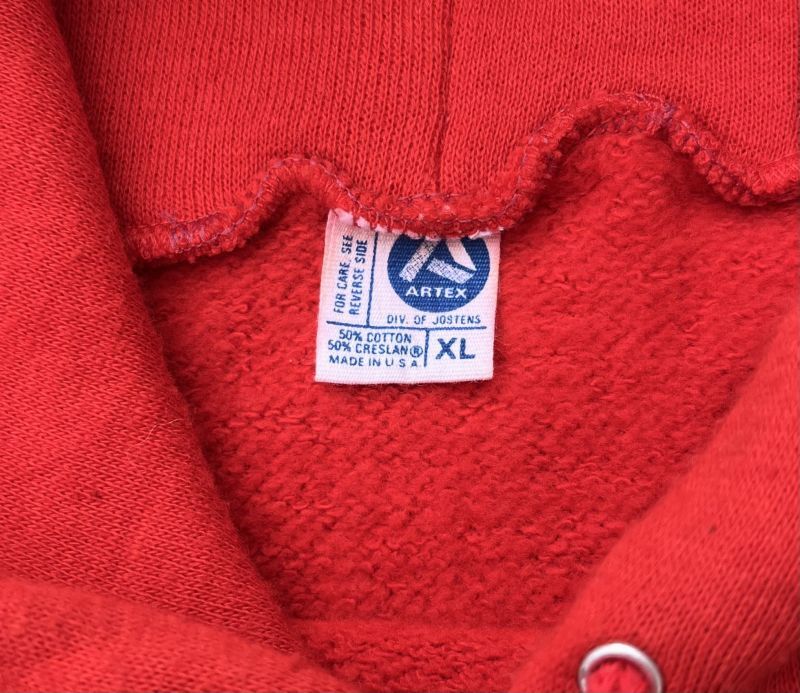 FOR CARE, SEE
REVERSE SIDE
ARTEX
DIV. OF JOSTENS
50% COTTON
50% CRESLAN®
MADE IN U S A
XL